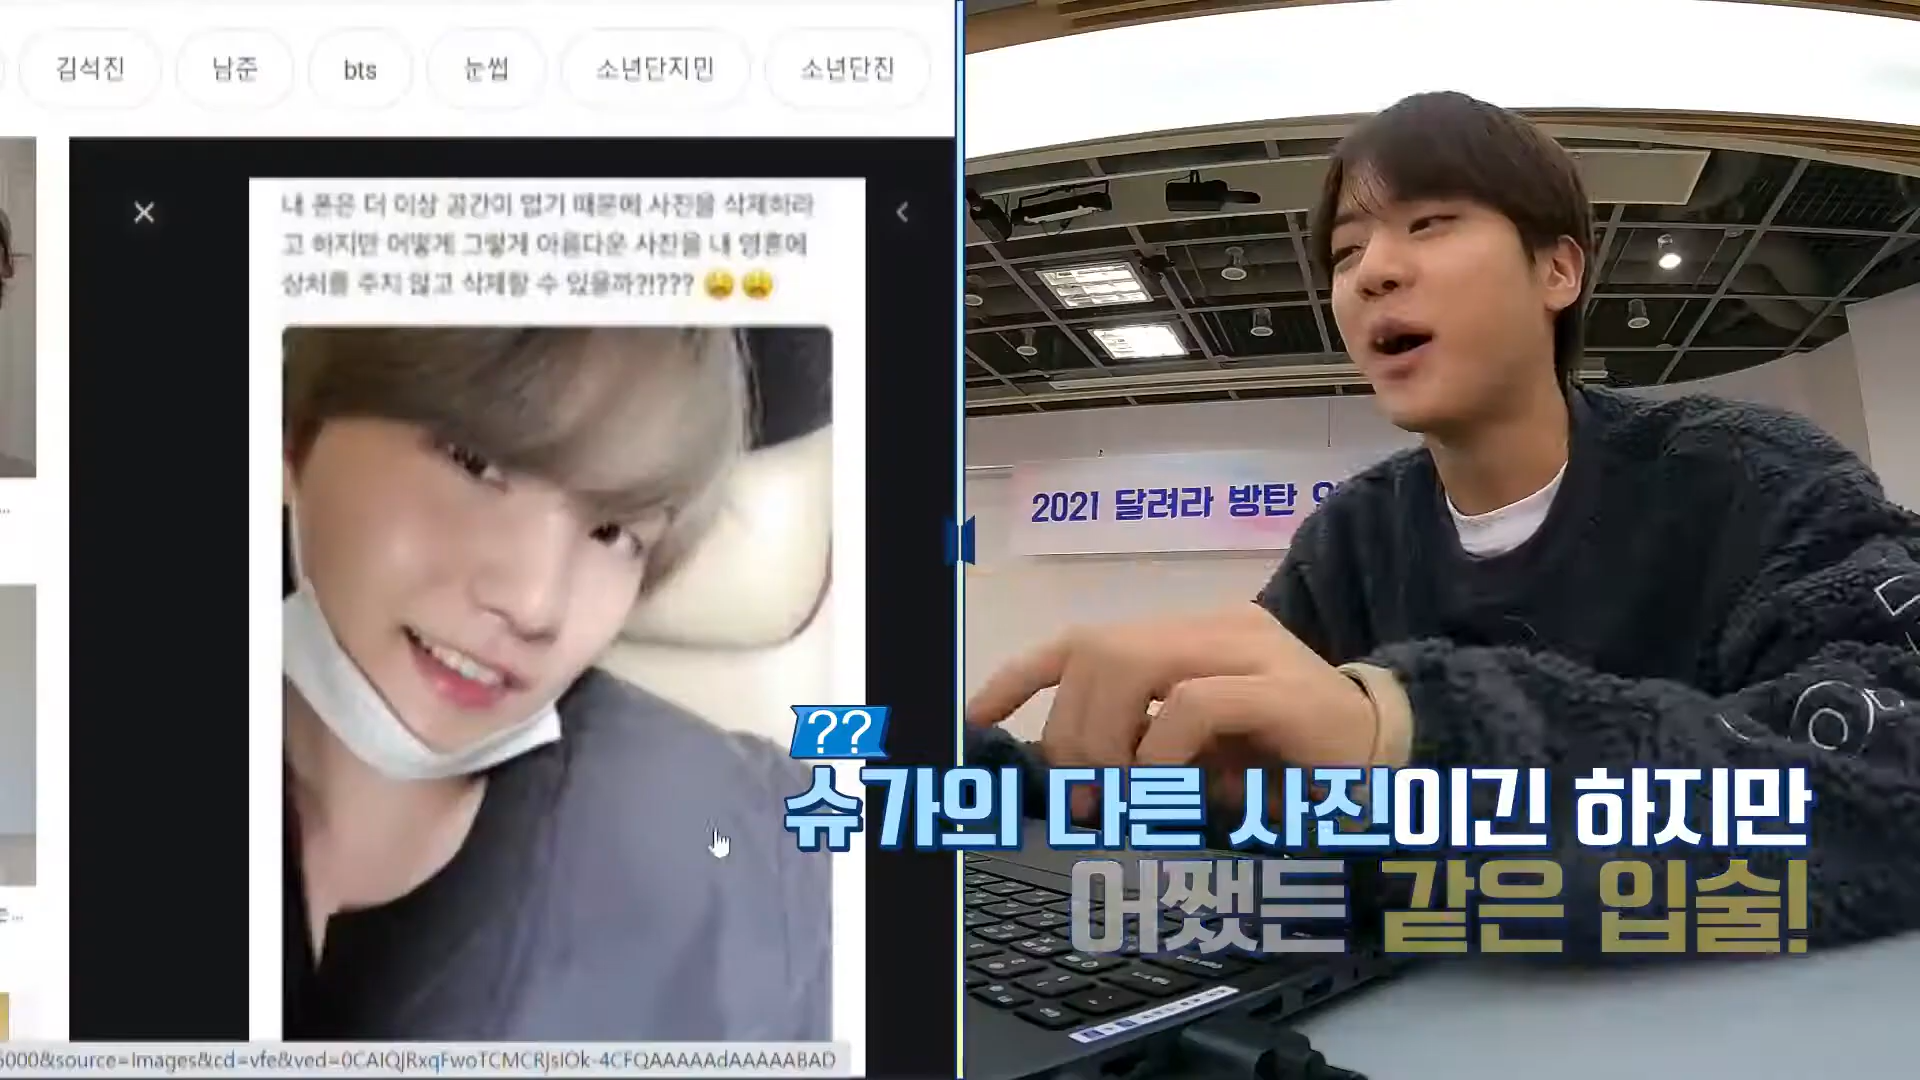 김석진
남준
bts
눈썹
소년단지민
소년단진
내 폰은 더 이상 공간이 없기 때문에 사진을 삭제하라
고 하지만 어떻게 그렇게 아름다운 사진을 내 영혼에
상처를 주지 않고 삭제할 수 있을까?!???
2021 달려라 방탄
??
슈가의 다른 사진이긴 하지만
어쨌든 같은 입술!
5000&source=images&cd=vfe&ved=0CAIQJRxqFwoTCMCRjsIOk-4CFQAAAAAdAAAAABAD